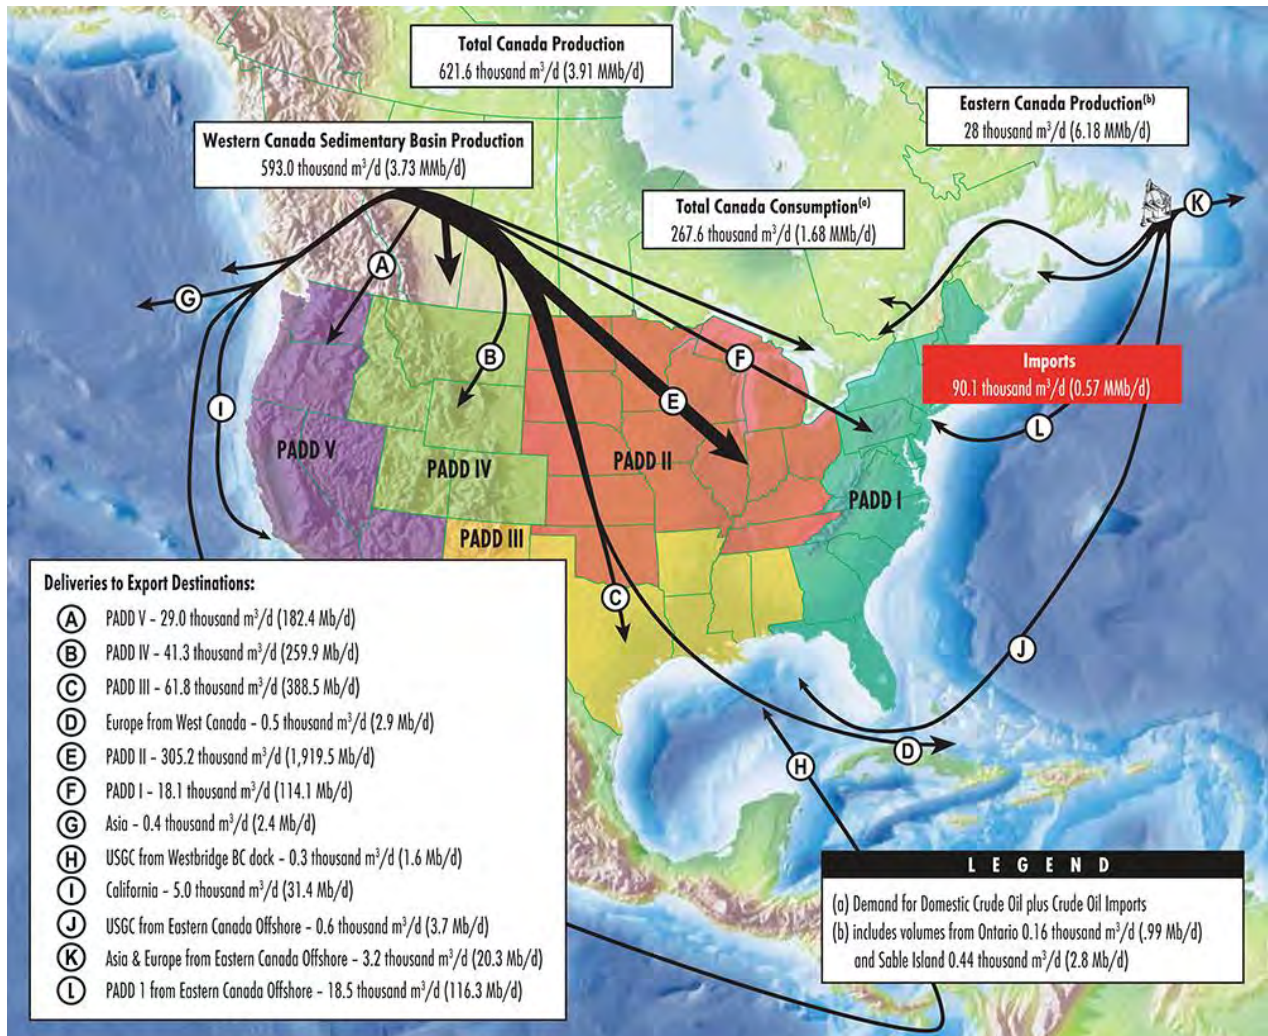 Total Canada Production
621.6 thousand m³/d (3.91 MMb/d)
Eastern Canada Production(b)
28 thousand m³/d (6.18 MMb/d)
Western Canada Sedimentary Basin Production
593.0 thousand m³/d (3.73 MMb/d)
Total Canada Consumption(a)
267.6 thousand m³/d (1.68 MMb/d)
K
A
G
B
F
Imports
90.1 thousand m³/d (0.57 MMb/d)
I
E
L
PADD V
PADD IV
PADD II
PADD I
PADD III
C
J
D
H
Deliveries to Export Destinations:
A PADD V – 29.0 thousand m³/d (182.4 Mb/d)
B PADD IV – 41.3 thousand m³/d (259.9 Mb/d)
C PADD III – 61.8 thousand m³/d (388.5 Mb/d)
D Europe from West Canada – 0.5 thousand m³/d (2.9 Mb/d)
E PADD II – 305.2 thousand m³/d (1,919.5 Mb/d)
F PADD I – 18.1 thousand m³/d (114.1 Mb/d)
G Asia – 0.4 thousand m³/d (2.4 Mb/d)
H USGC from Westbridge BC dock – 0.3 thousand m³/d (1.6 Mb/d)
I California – 5.0 thousand m³/d (31.4 Mb/d)
J USGC from Eastern Canada Offshore – 0.6 thousand m³/d (3.7 Mb/d)
K Asia & Europe from Eastern Canada Offshore – 3.2 thousand m³/d (20.3 Mb/d)
L PADD 1 from Eastern Canada Offshore – 18.5 thousand m³/d (116.3 Mb/d)
LEGEND
(a) Demand for Domestic Crude Oil plus Crude Oil Imports
(b) includes volumes from Ontario 0.16 thousand m³/d (.99 Mb/d)
and Sable Island 0.44 thousand m³/d (2.8 Mb/d)